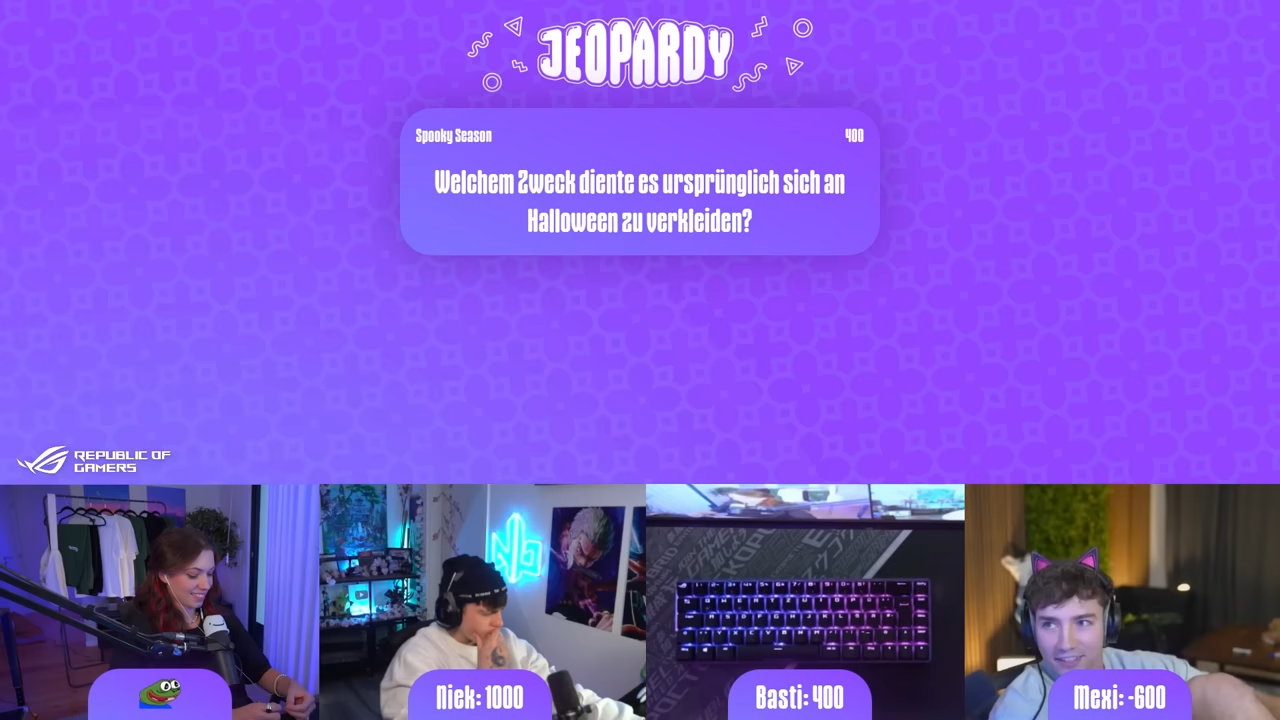 JEOPARDY
Spooky Season
400
Welchem Zweck diente es ursprünglich sich an
Halloween zu verkleiden?
REPUBLIC OF
GAMERS
Niek: 1000
Basti: 400
Mexi: -600